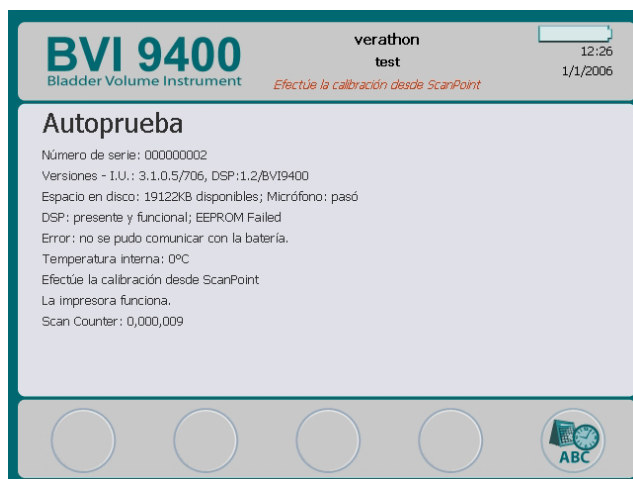 BVI 9400
Bladder Volume Instrument
verathon
test
Efectúe la calibración desde ScanPoint
12:26
1/1/2006
Autoprueba
Número de serie: 000000002
Versiones - I.U.: 3.1.0.5/706, DSP:1.2/BVI9400
Espacio en disco: 19122KB disponibles; Micrófono: pasó
DSP: presente y funcional; EEPROM Failed
Error: no se pudo comunicar con la batería.
Temperatura interna: 0ºC
Efectúe la calibración desde ScanPoint
La impresora funciona.
Scan Counter: 0,000,009
ABC